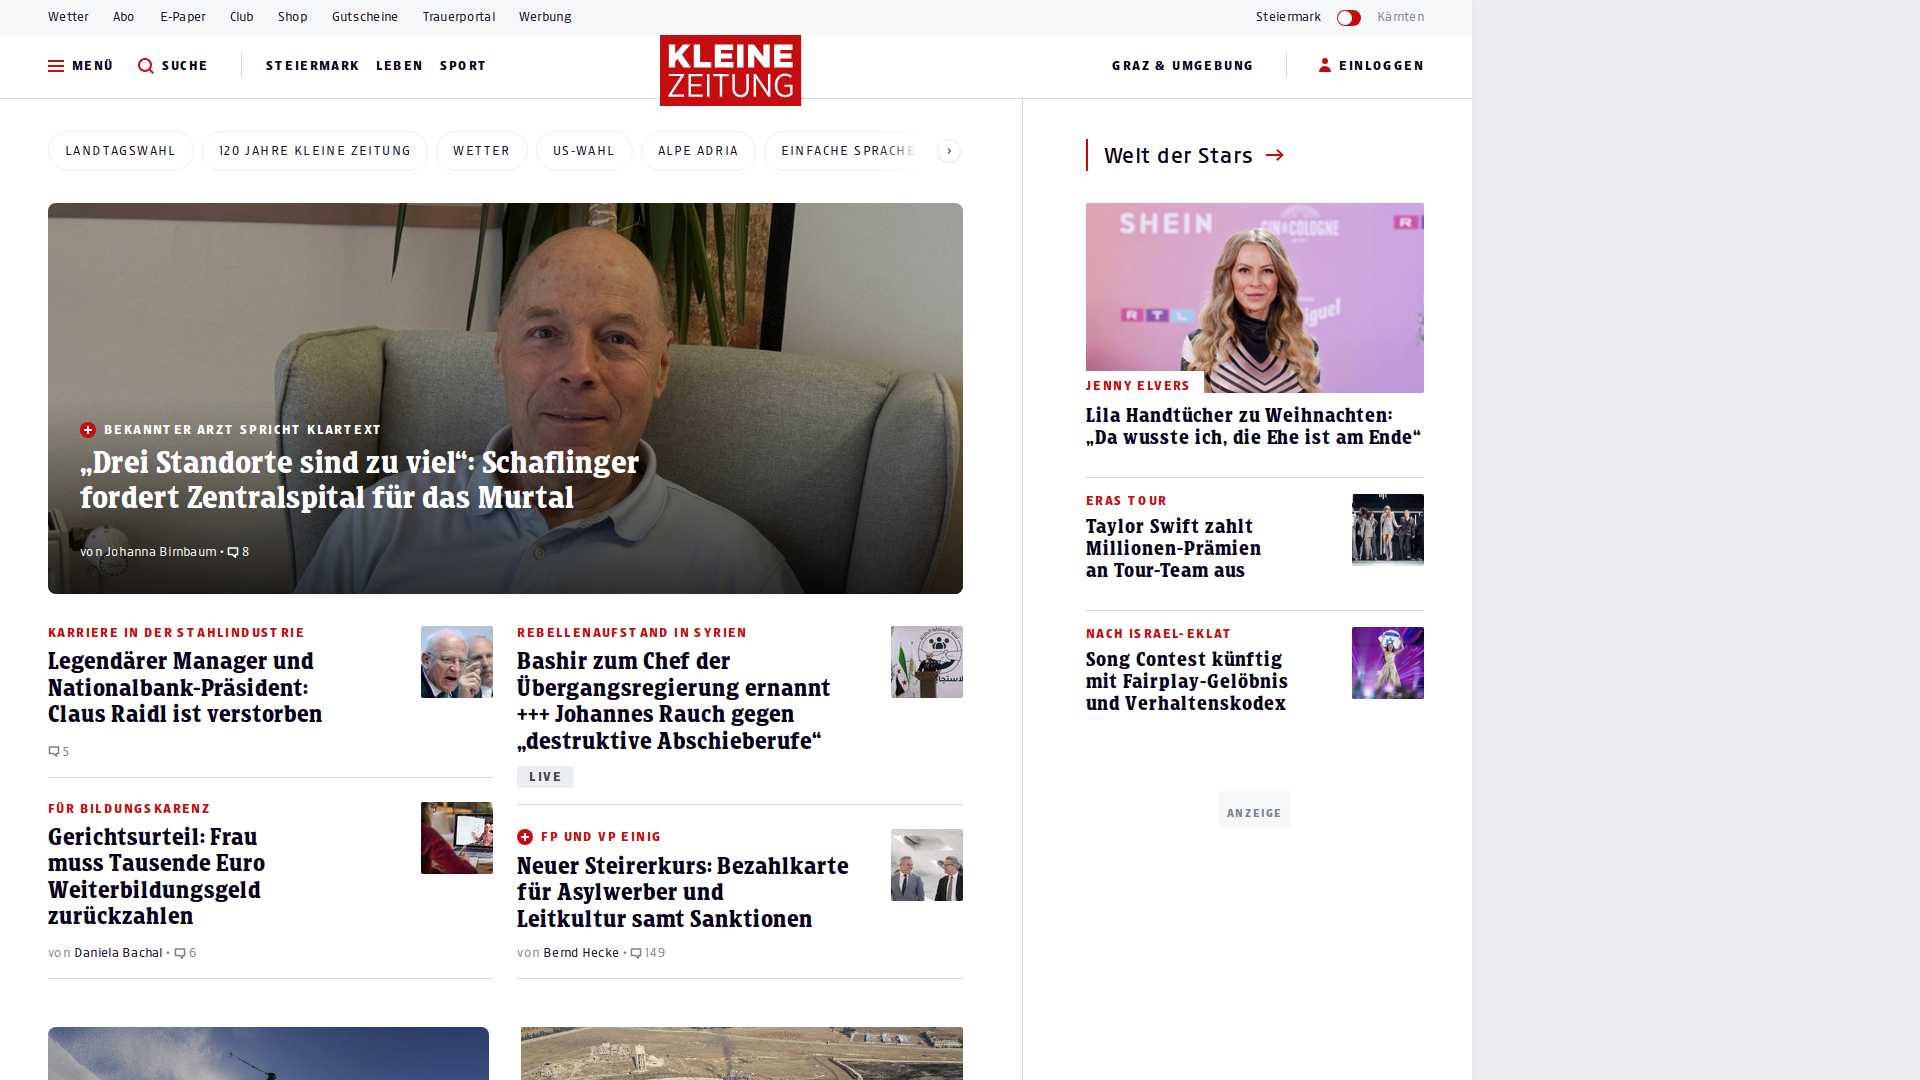 Wetter Abo E-Paper Club Shop Gutscheine Trauerportal Werbung Steiermark Kärnten
MENÜ SUCHE STEIERMARK LEBEN SPORT KLEINE ZEITUNG GRAZ & UMGEBUNG EINLOGGEN
LANDTAGSWAHL 120 JAHRE KLEINE ZEITUNG WETTER US-WAHL ALPE ADRIA EINFACHE SPRACHE
BEKANNTER ARZT SPRICHT KLARTEXT
„Drei Standorte sind zu viel“: Schaflinger
fordert Zentralspital für das Murtal
von Johanna Birnbaum • 8
KARRIERE IN DER STAHLINDUSTRIE
Legendärer Manager und
Nationalbank-Präsident:
Claus Raidl ist verstorben
5
FÜR BILDUNGSKARENZ
Gerichtsurteil: Frau
muss Tausende Euro
Weiterbildungsgeld
zurückzahlen
von Daniela Bachal • 6
REBELLENAUFSTAND IN SYRIEN
Bashir zum Chef der
Übergangsregierung ernannt
+++ Johannes Rauch gegen
„destruktive Abschieberufe“
LIVE
FP UND VP EINIG
Neuer Steirerkurs: Bezahlkarte
für Asylwerber und
Leitkultur samt Sanktionen
von Bernd Hecke • 149
Welt der Stars
SHEIN
GIN & COLOGNE
RTL
JENNY ELVERS
Lila Handtücher zu Weihnachten:
„Da wusste ich, die Ehe ist am Ende“
ERAS TOUR
Taylor Swift zahlt
Millionen-Prämien
an Tour-Team aus
NACH ISRAEL-EKLAT
Song Contest künftig
mit Fairplay-Gelöbnis
und Verhaltenskodex
ANZEIGE